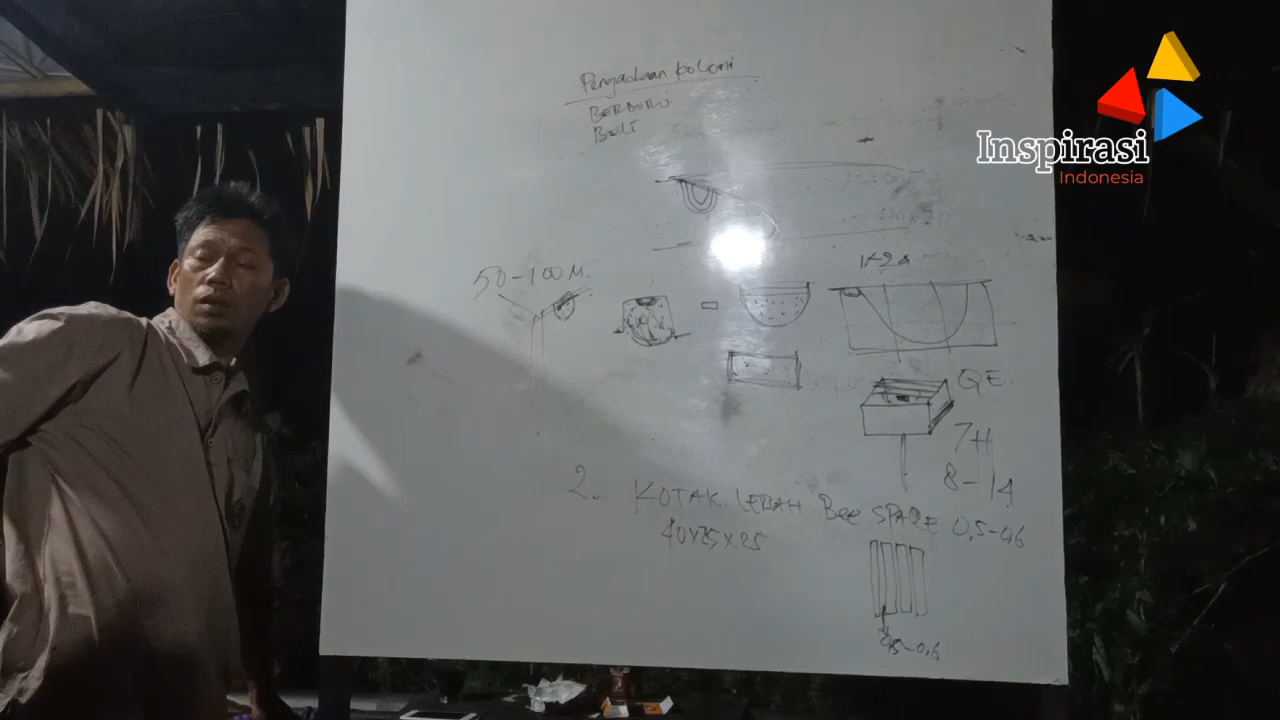 Pengadaan Koloni
BERBURU
Beli
Inspirasi
Indonesia
50-100 M.
QE.
7H
8-14
2. KOTAK LEBAH Bee SPACE 0,5-0,6
40x25x25
0,5-0,6